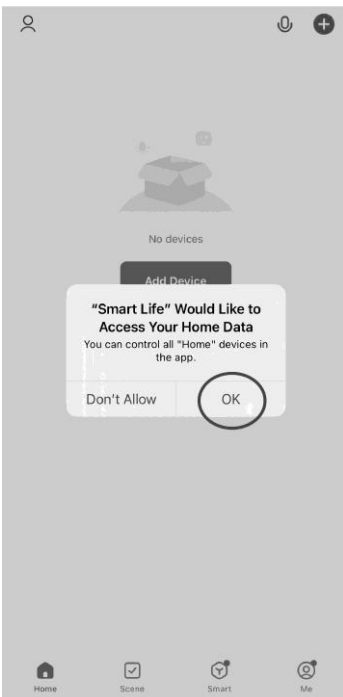 No devices
Add Device
"Smart Life" Would Like to
Access Your Home Data
You can control all "Home" devices in
the app.
Don't Allow
OK
Home
Scene
Smart
Me